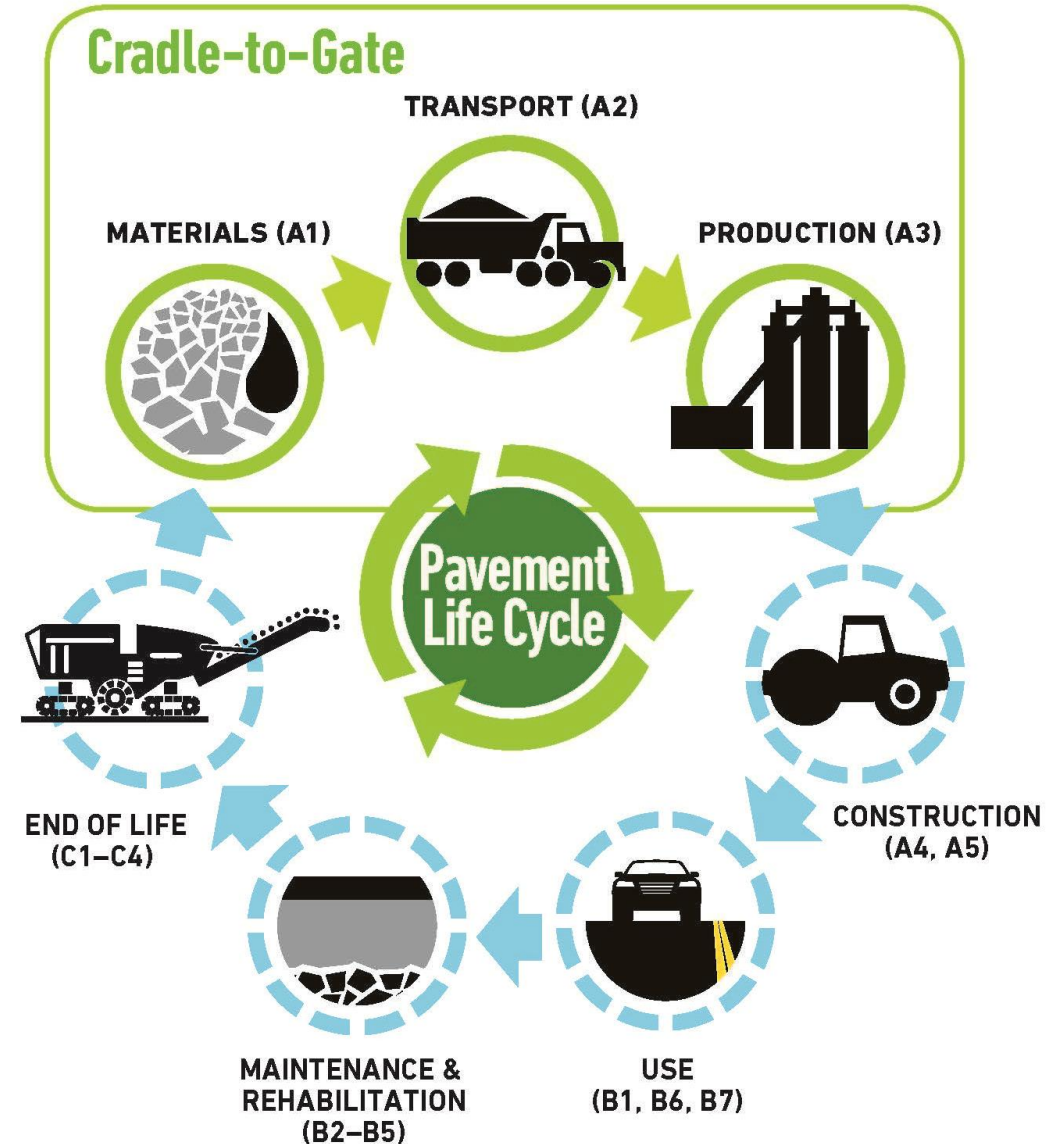 Cradle-to-Gate
TRANSPORT (A2)
MATERIALS (A1)
PRODUCTION (A3)
Pavement
Life Cycle
CONSTRUCTION
(A4, A5)
USE
(B1, B6, B7)
MAINTENANCE &
REHABILITATION
(B2–B5)
END OF LIFE
(C1–C4)